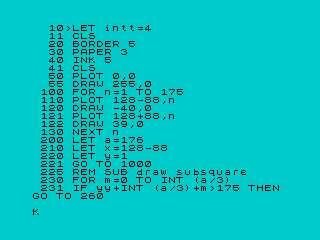 10>LET intt=4
11 CLS
20 BORDER 5
30 PAPER 3
40 INK 5
41 CLS
50 PLOT 0,0
55 DRAW 255,0
100 FOR n=1 TO 175
110 PLOT 128-88,n
120 DRAW -40,0
121 PLOT 128+88,n
122 DRAW 39,0
130 NEXT n
200 LET a=176
210 LET x=128-88
220 LET y=1
221 GO TO 1000
225 REM SUB draw subsquare
230 FOR m=0 TO INT (a/3)
231 IF yy+INT (a/3)+m>175 THEN
GO TO 260
K